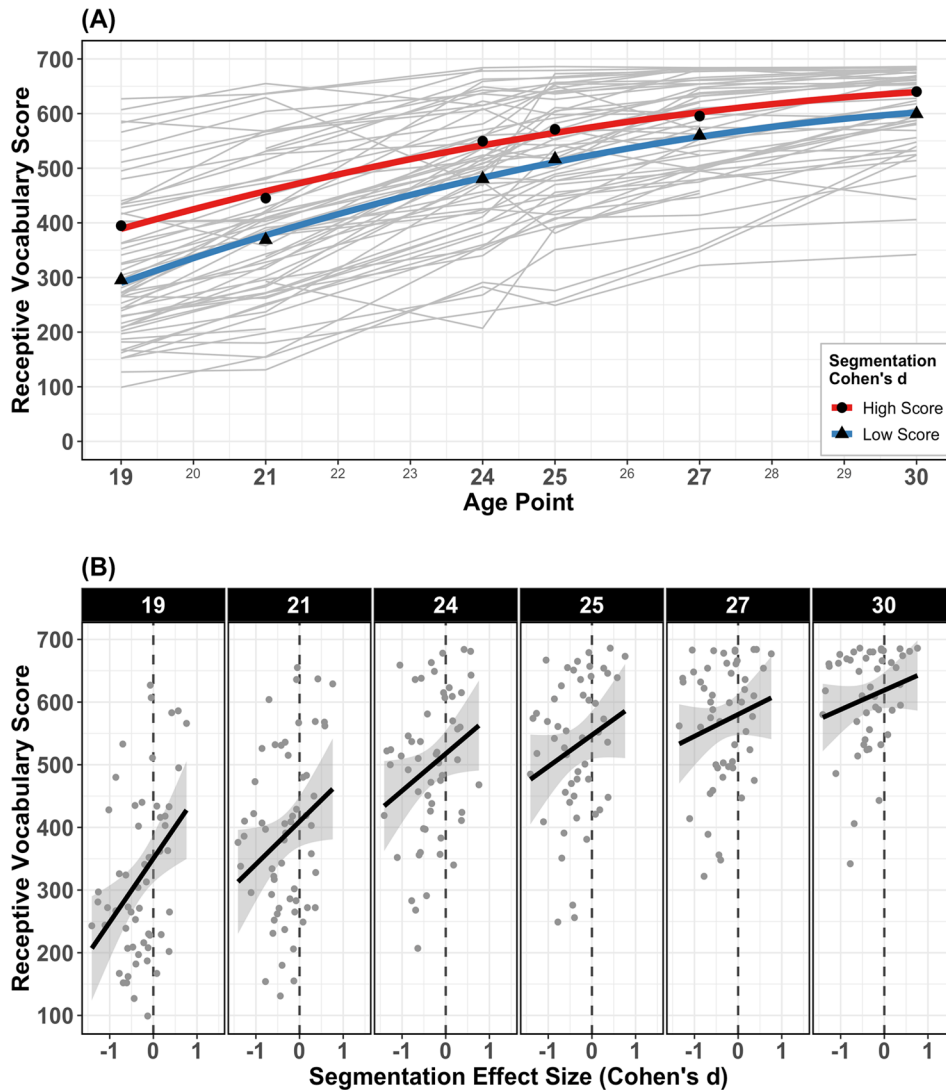 (A)
Receptive Vocabulary Score
700
600
500
400
300
200
100
0
Segmentation
Cohen's d
High Score
Low Score
19 20 21 22 23 24 25 26 27 28 29 30
Age Point
(B)
19 21 24 25 27 30
Receptive Vocabulary Score
700
600
500
400
300
200
100
-1 0 1 -1 0 1 -1 0 1 -1 0 1 -1 0 1 -1 0 1
Segmentation Effect Size (Cohen's d)